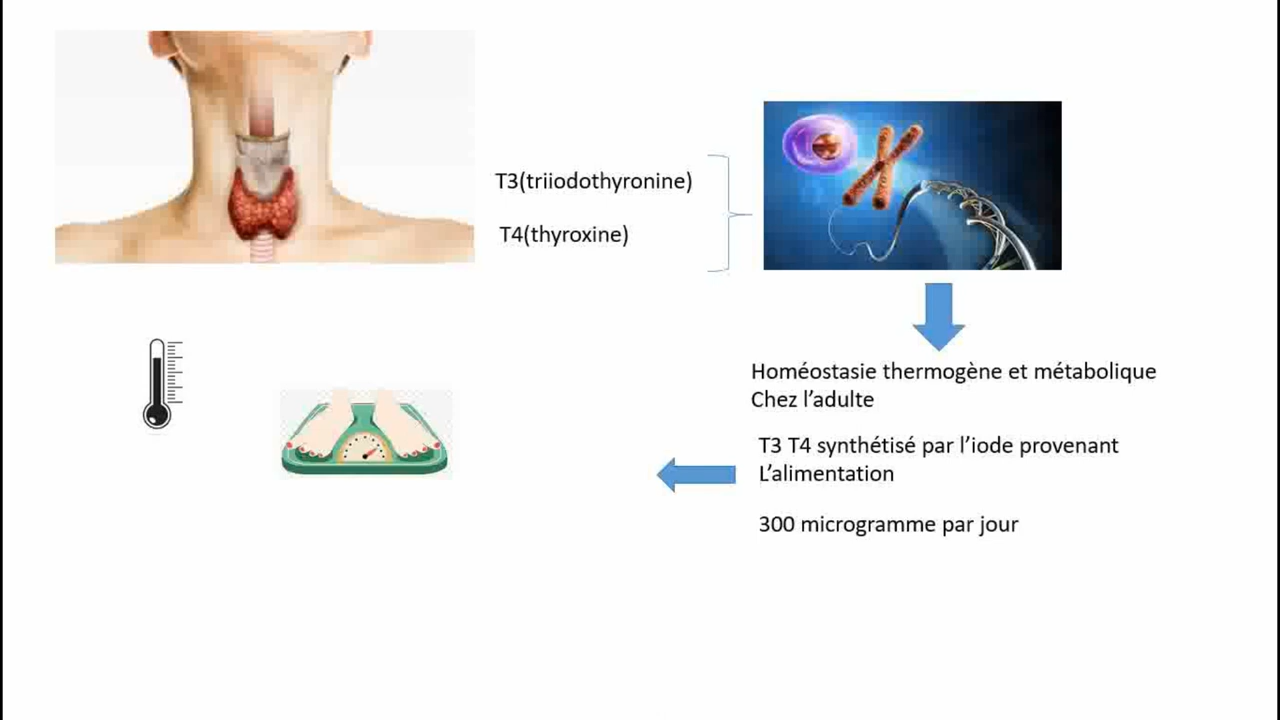 T3(triiodothyronine)
T4(thyroxine)
Homéostasie thermogène et métabolique
Chez l’adulte
T3 T4 synthétisé par l’iode provenant
L’alimentation
300 microgramme par jour